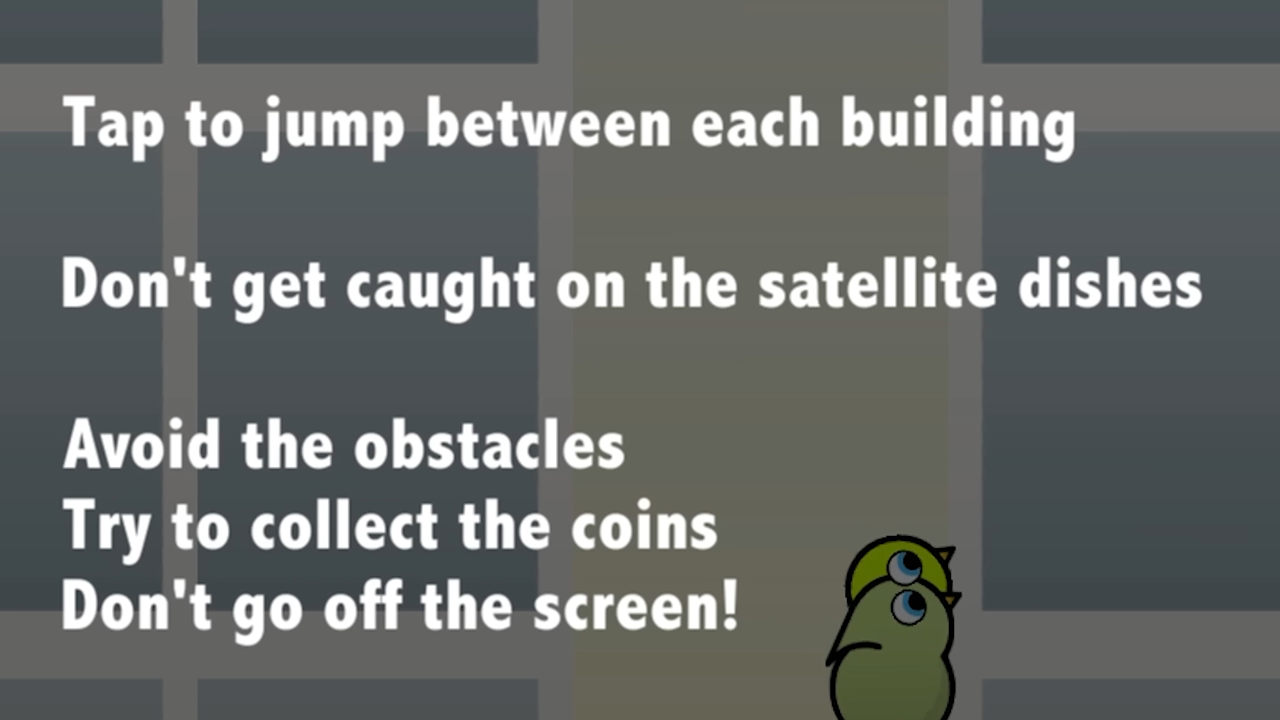 Tap to jump between each building
Don't get caught on the satellite dishes
Avoid the obstacles
Try to collect the coins
Don't go off the screen!